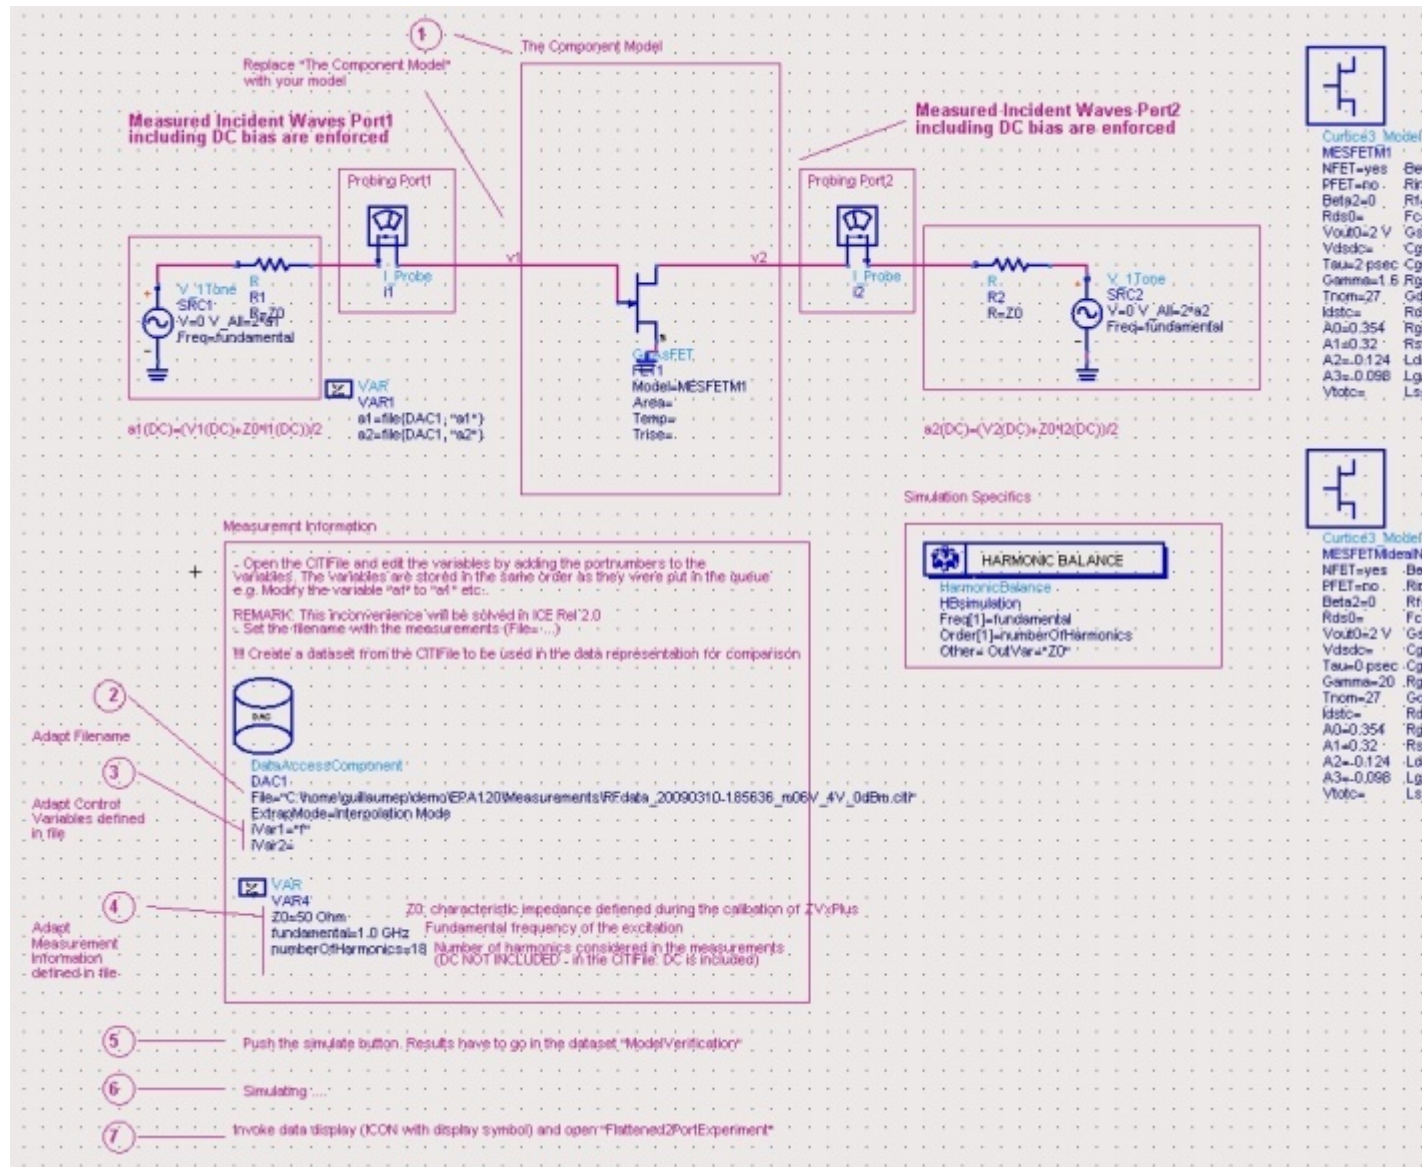 1
The Component Model
Replace "The Component Model"
with your model
Measured Incident Waves Port1
including DC bias are enforced
Measured Incident Waves Port2
including DC bias are enforced
Probing Port1
Probing Port2
v1
v2
I_Probe
i1
I_Probe
i2
V_1Tone
SRC1
V=0 V_All=2*a1
Freq=fundamental
R
R1
R=Z0
R
R2
R=Z0
V_1Tone
SRC2
V=0 V_All=2*a2
Freq=fundamental
GaAsFET
FET1
Model=MESFETM1
Area=
Temp=
Trise=
VAR
VAR1
a1=file{DAC1, "a1"}
a2=file{DAC1, "a2"}
a1(DC)=(V1(DC)+Z0*I1(DC))/2
a2(DC)=(V2(DC)+Z0*I2(DC))/2
Curtice3_Model
MESFETM1
NFET=yes
PFET=no
Beta2=0
Rds0=
Vout0=2 V
Vdsdc=
Tau=2 psec
Gamma=1.6
Tnom=27
Idstc=
A0=0.354
A1=0.32
A2=-0.124
A3=-0.098
Vtotc=
Simulation Specifics
HARMONIC BALANCE
HarmonicBalance
HBsimulation
Freq[1]=fundamental
Order[1]=numberOfHarmonics
Other= OutVar="Z0"
Curtice3_Model
NFET=yes
PFET=no
Beta2=0
Rds0=
Vout0=2 V
Vdsdc=
Tau=0 psec
Gamma=20
Tnom=27
Idstc=
A0=0.354
A1=0.32
A2=-0.124
A3=-0.098
Vtotc=
Measuremnt Information
- Open the CITIFile and edit the variables by adding the portnumbers to the
variables. The variables are stored in the same order as they were put in the queue
e.g. Modify the variable "a1" to "a1" etc.
REMARK: This inconvenience will be solved in ICE Rel 2.0
- Set the filename with the measurements (File= ...)
!!! Create a dataset from the CITIFile to be used in the data representation for comparison
2
Adapt Filename
DAC
DataAccessComponent
DAC1
File="C:\home\guillaumep\demo\EPA120\Measurements\RFdata_20090310-185636_m06V_4V_0dBm.citi"
ExtrapMode=Interpolation Mode
iVar1="f"
iVar2=
3
Adapt Control
Variables defined
in file
4
Adapt
Measurement
Information
defined in file
VAR
VAR4
Z0=50 Ohm
fundamental=1.0 GHz
numberOfHarmonics=18
Z0: characteristic impedance defiened during the calibation of ZVxPlus
Fundamental frequency of the excitation
Number of harmonics considered in the measurements
(DC NOT INCLUDED - in the CITIFile. DC is included)
5
Push the simulate button. Results have to go in the dataset "ModelVerification"
6
Simulating ....
7
Invoke data display (ICON with display symbol) and open "Flattened2PortExperiment"